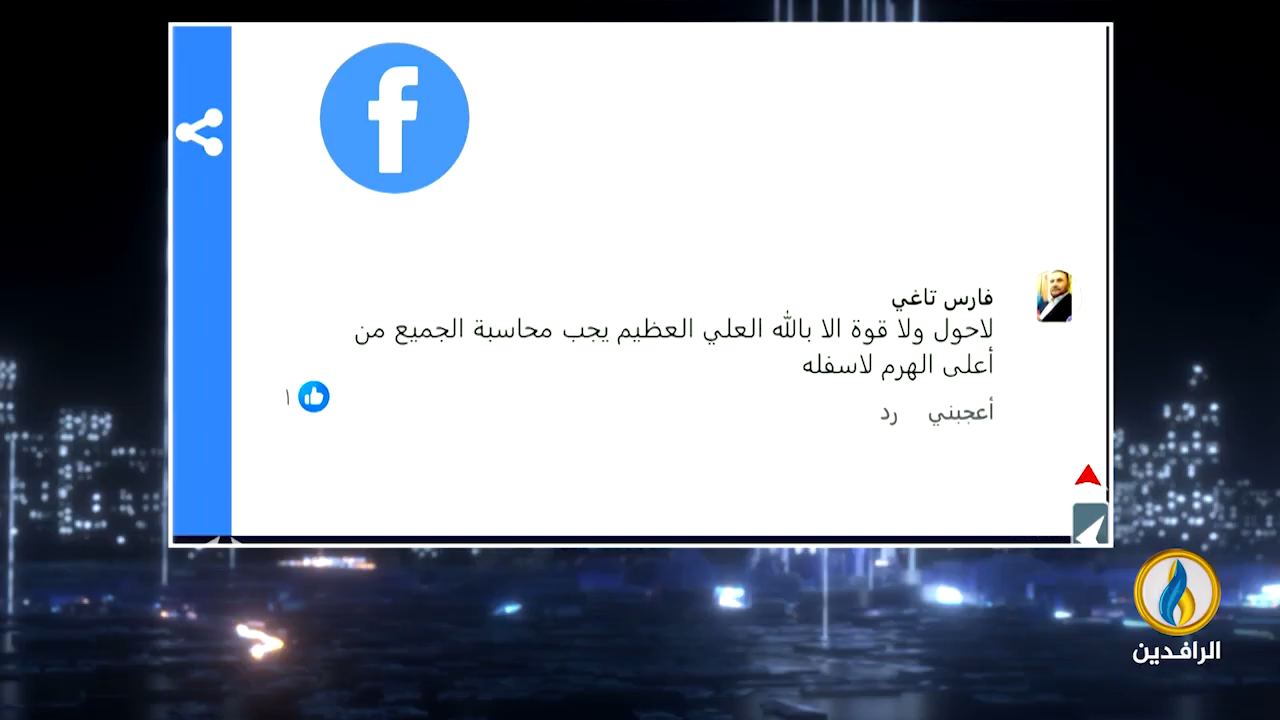 فارس تاغي
لاحول ولا قوة الا بالله العلي العظيم يجب محاسبة الجميع من
أعلى الهرم لاسفله
أعجبني رد
١
الرافدين